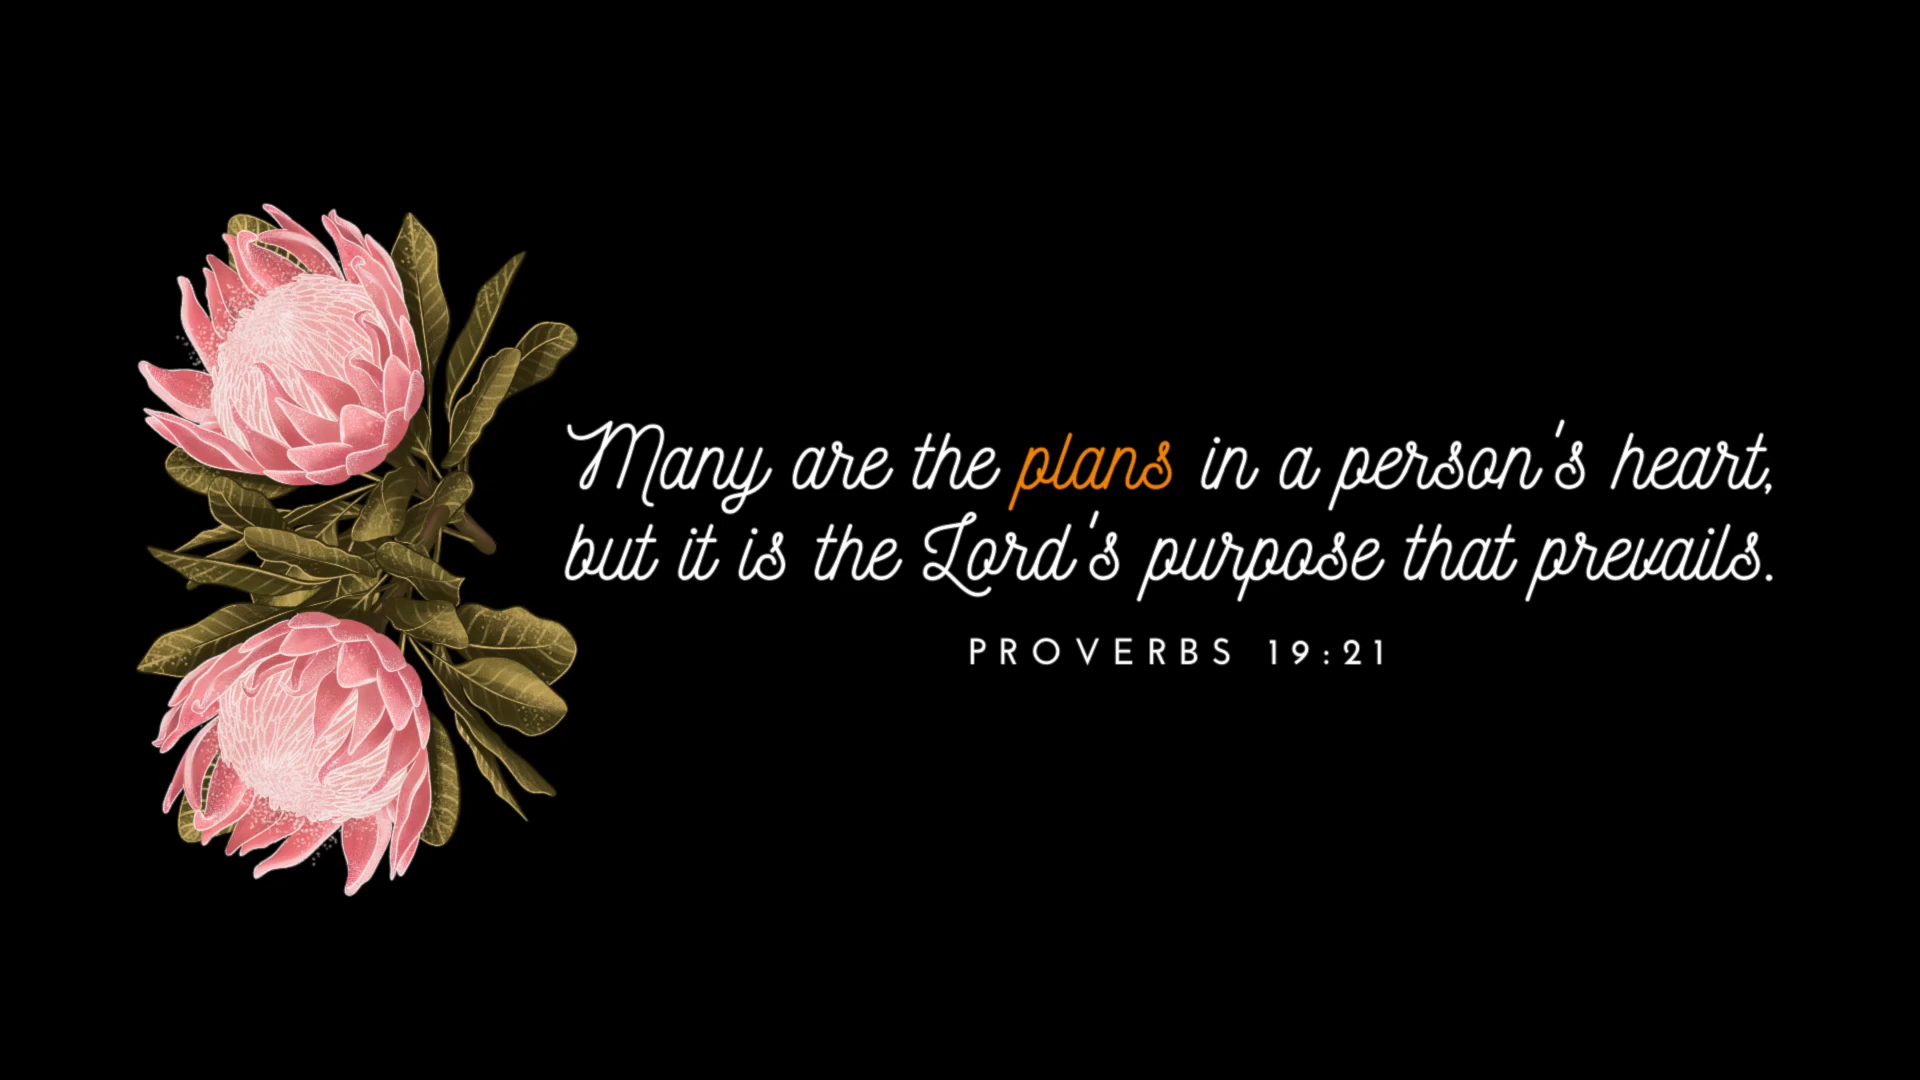 Many are the plans in a person's heart,
but it is the Lord's purpose that prevails.
PROVERBS 19:21